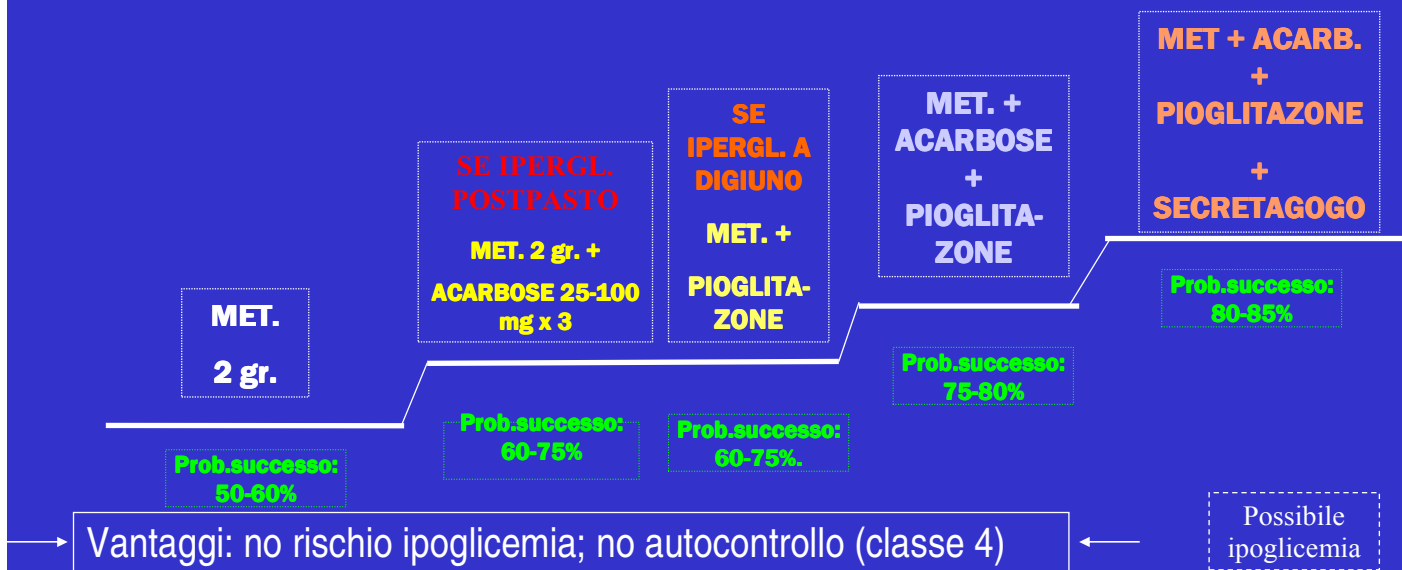 MET.
2 gr.
Prob.successo:
50-60%
SE IPERGL.
POSTPASTO
MET. 2 gr. +
ACARBOSE 25-100
mg x 3
Prob.successo:
60-75%
SE
IPERGL. A
DIGIUNO
MET. +
PIOGLITA-
ZONE
Prob.successo:
60-75%.
MET. +
ACARBOSE
+
PIOGLITA-
ZONE
Prob.successo:
75-80%
MET + ACARB.
+
PIOGLITAZONE
+
SECRETAGOGO
Prob.successo:
80-85%
Vantaggi: no rischio ipoglicemia; no autocontrollo (classe 4)
Possibile
ipoglicemia